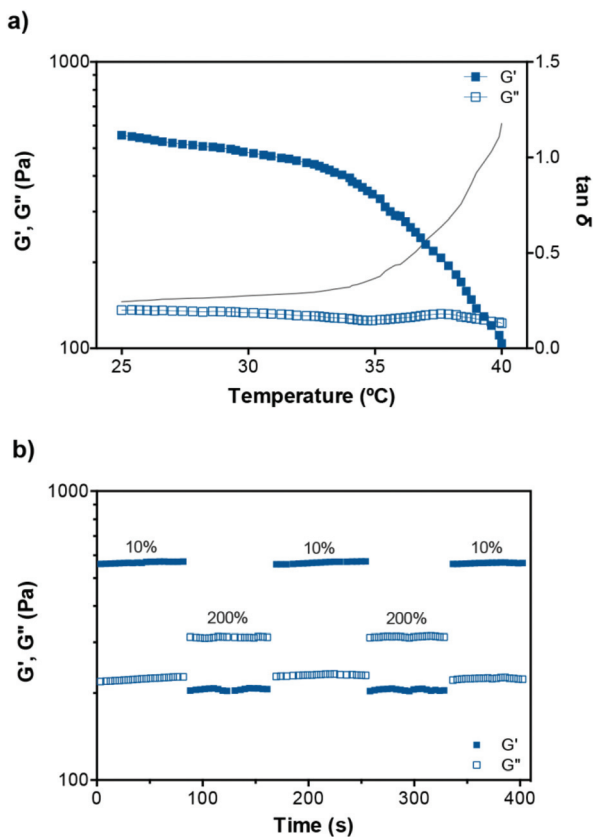 a)
1000
100
G', G" (Pa)
25
30
35
40
Temperature (ºC)
1.5
1.0
0.5
0.0
tan δ
G'
G"
b)
1000
100
G', G" (Pa)
10%
10%
10%
200%
200%
G'
G"
0
100
200
300
400
Time (s)